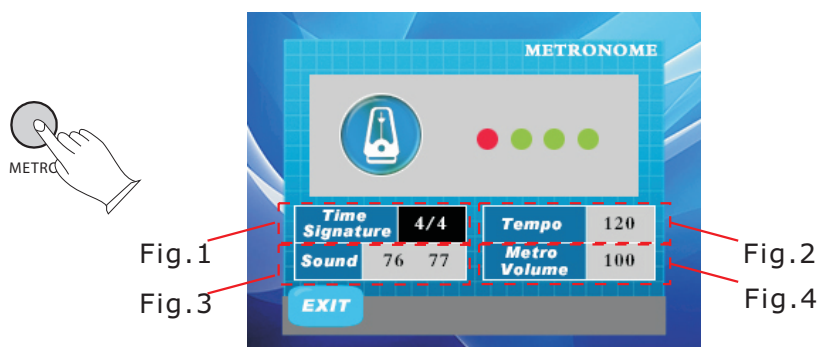 METRONOME
METRO
Time
Signature
4/4
Tempo
120
Sound
76 77
Metro
Volume
100
Fig.1
Fig.2
Fig.3
Fig.4
EXIT